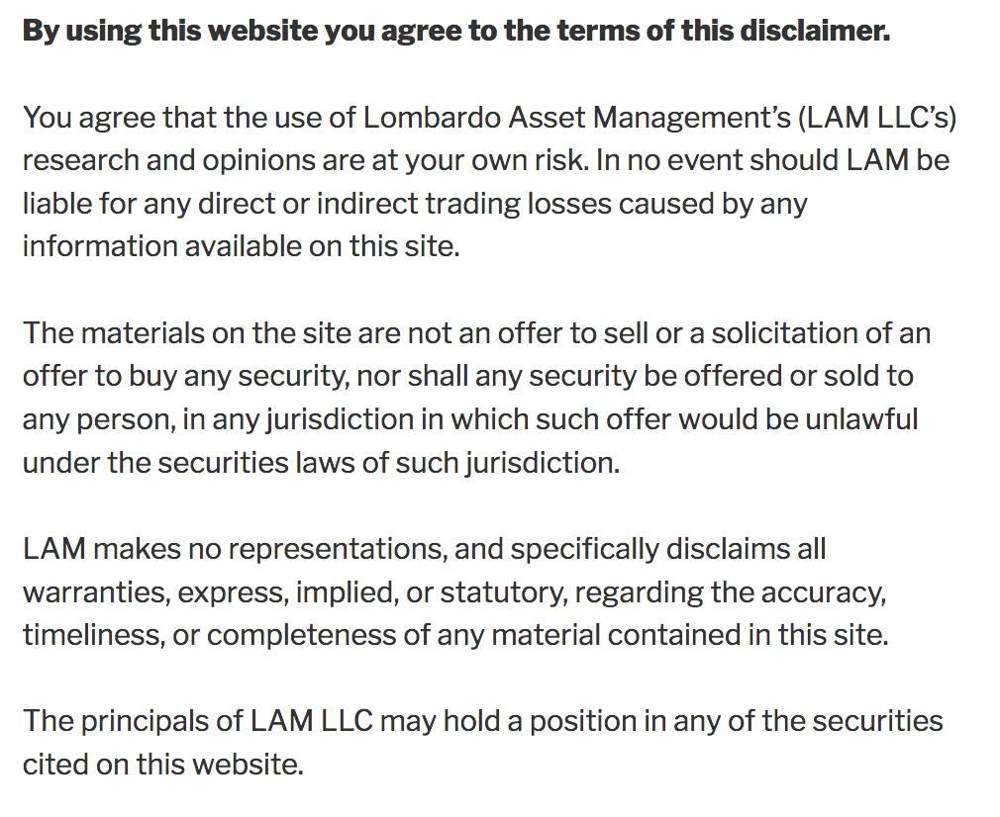 By using this website you agree to the terms of this disclaimer.
You agree that the use of Lombardo Asset Management’s (LAM LLC’s)
research and opinions are at your own risk. In no event should LAM be
liable for any direct or indirect trading losses caused by any
information available on this site.
The materials on the site are not an offer to sell or a solicitation of an
offer to buy any security, nor shall any security be offered or sold to
any person, in any jurisdiction in which such offer would be unlawful
under the securities laws of such jurisdiction.
LAM makes no representations, and specifically disclaims all
warranties, express, implied, or statutory, regarding the accuracy,
timeliness, or completeness of any material contained in this site.
The principals of LAM LLC may hold a position in any of the securities
cited on this website.